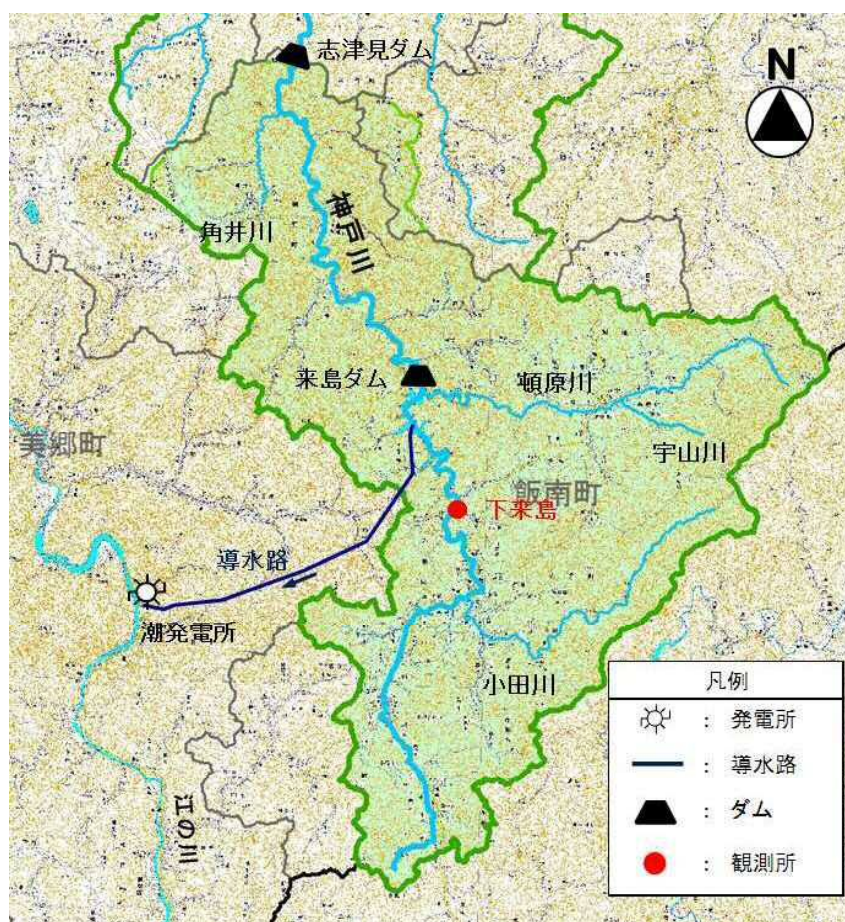 志津見ダム
N
角井川
神戸川
来島ダム
頓原川
美郷町
宇山川
飯南町
下来島
導水路
潮発電所
小田川
江の川
凡例
: 発電所
: 導水路
: ダム
: 観測所